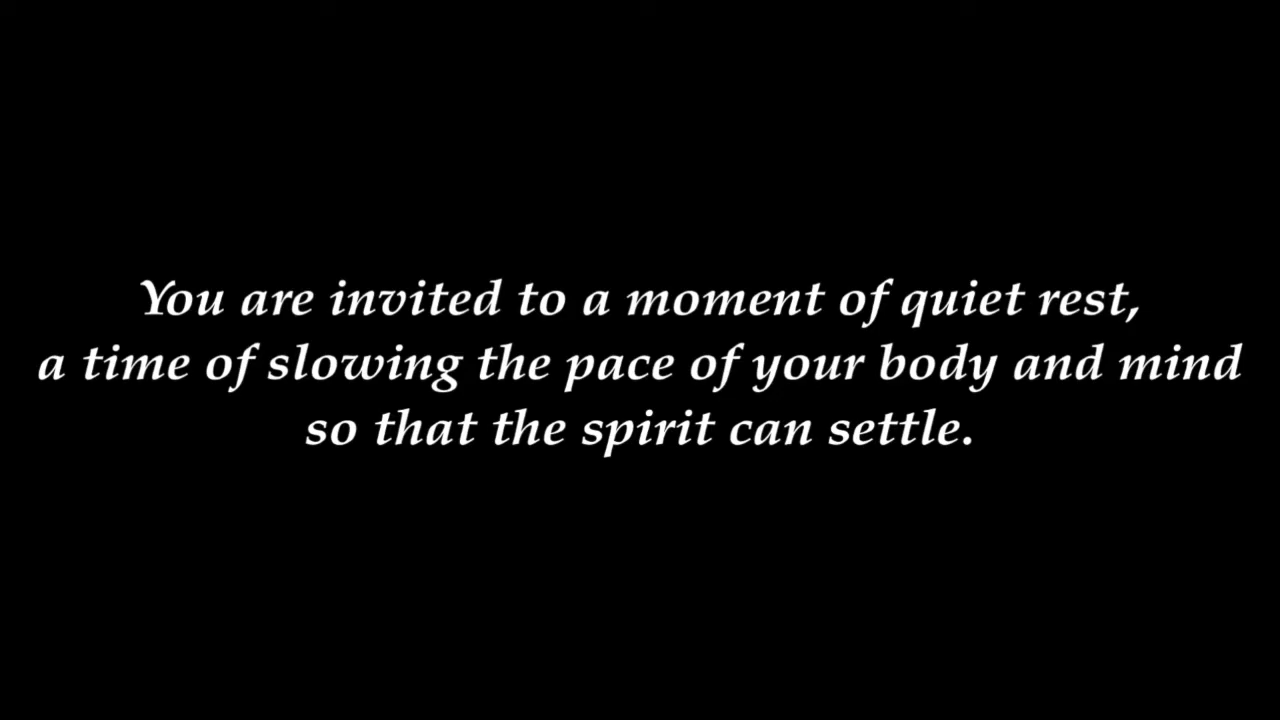 You are invited to a moment of quiet rest,
a time of slowing the pace of your body and mind
so that the spirit can settle.